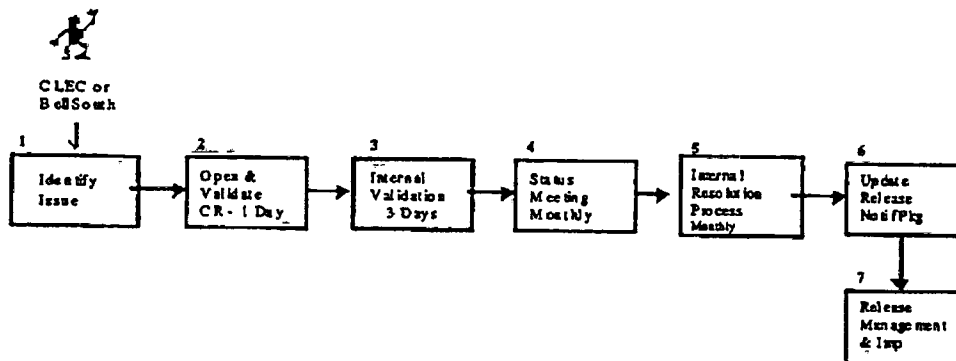 CLEC or
BellSouth
1
Identify
Issue
2
Open &
Validate
CR - 1 Day
3
Internal
Validation
3 Days
4
Status
Meeting
Monthly
5
Internal
Resolution
Process
Monthly
6
Update
Release
Notif Pkg
7
Release
Management
& Imp